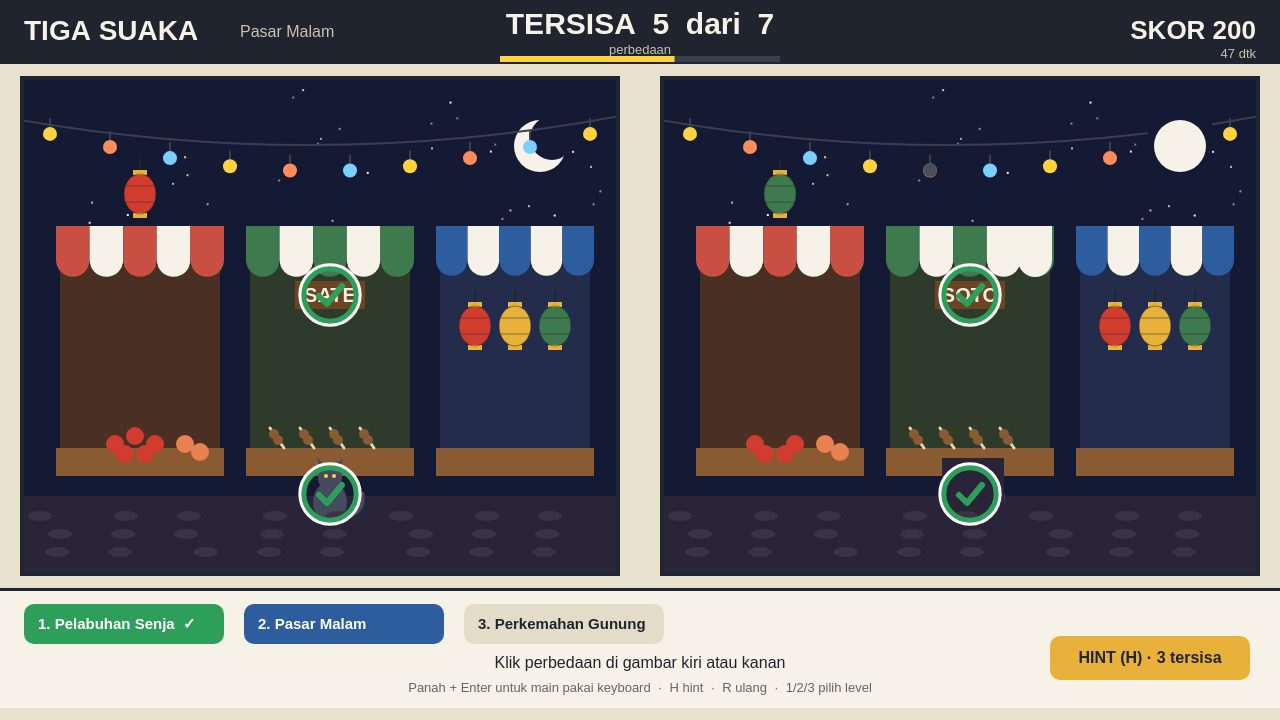 TIGA SUAKA
Pasar Malam
TERSISA 5 dari 7
perbedaan
SKOR 200
47 dtk
SATE
SOTO
1. Pelabuhan Senja ✓
2. Pasar Malam
3. Perkemahan Gunung
Klik perbedaan di gambar kiri atau kanan
Panah + Enter untuk main pakai keyboard · H hint · R ulang · 1/2/3 pilih level
HINT (H) · 3 tersisa